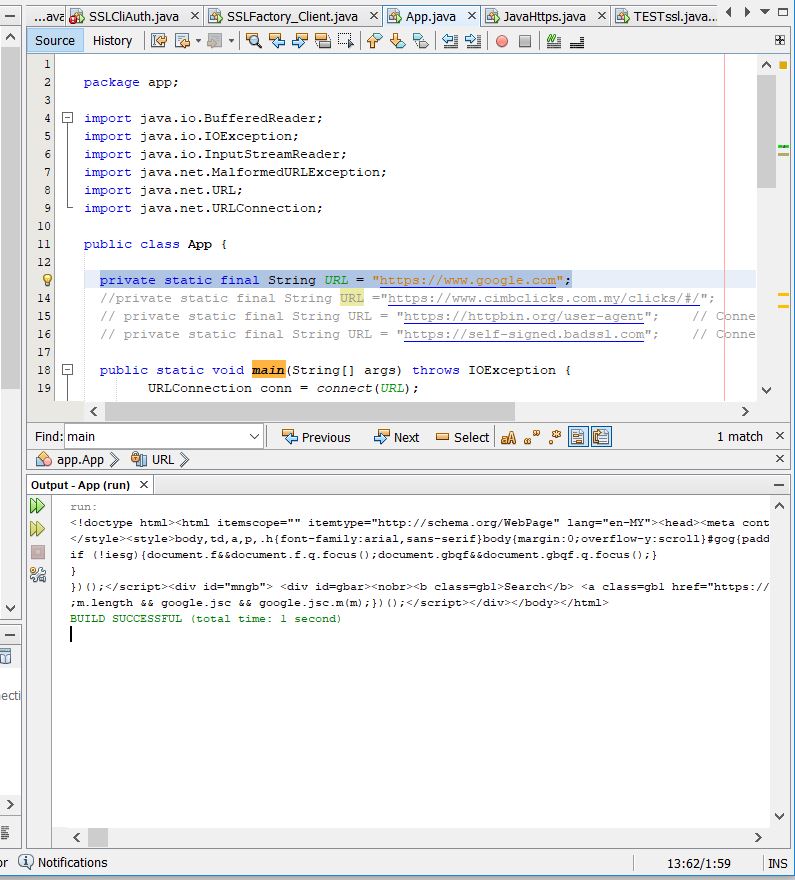 ...ava SSLCliAuth.java SSLFactory_Client.java App.java JavaHttps.java TESTssl.java...
Source History
1
2 package app;
3
4 import java.io.BufferedReader;
5 import java.io.IOException;
6 import java.io.InputStreamReader;
7 import java.net.MalformedURLException;
8 import java.net.URL;
9 import java.net.URLConnection;
10
11 public class App {
12
private static final String URL = "https://www.google.com";
14 //private static final String URL ="https://www.cimbclicks.com.my/clicks/#/";
15 // private static final String URL = "https://httpbin.org/user-agent"; // Conne
16 // private static final String URL = "https://self-signed.badssl.com"; // Conne
17
18 public static void main(String[] args) throws IOException {
19 URLConnection conn = connect(URL);
Find: main Previous Next Select aA “ ” .* 1 match
app.App URL
Output - App (run)
run:
<!doctype html><html itemscope="" itemtype="http://schema.org/WebPage" lang="en-MY"><head><meta cont
</style><style>body,td,a,p,.h{font-family:arial,sans-serif}body{margin:0;overflow-y:scroll}#gog{padd
if (!iesg){document.f&&document.f.q.focus();document.gbqf&&document.gbqf.q.focus();}
}
})();</script><div id="mngb"> <div id=gbar><nobr><b class=gb1>Search</b> <a class=gb1 href="https://
;m.length && google.jsc && google.jsc.m(m);})();</script></div></body></html>
BUILD SUCCESSFUL (total time: 1 second)
ecti
or Notifications 13:62/1:59 INS